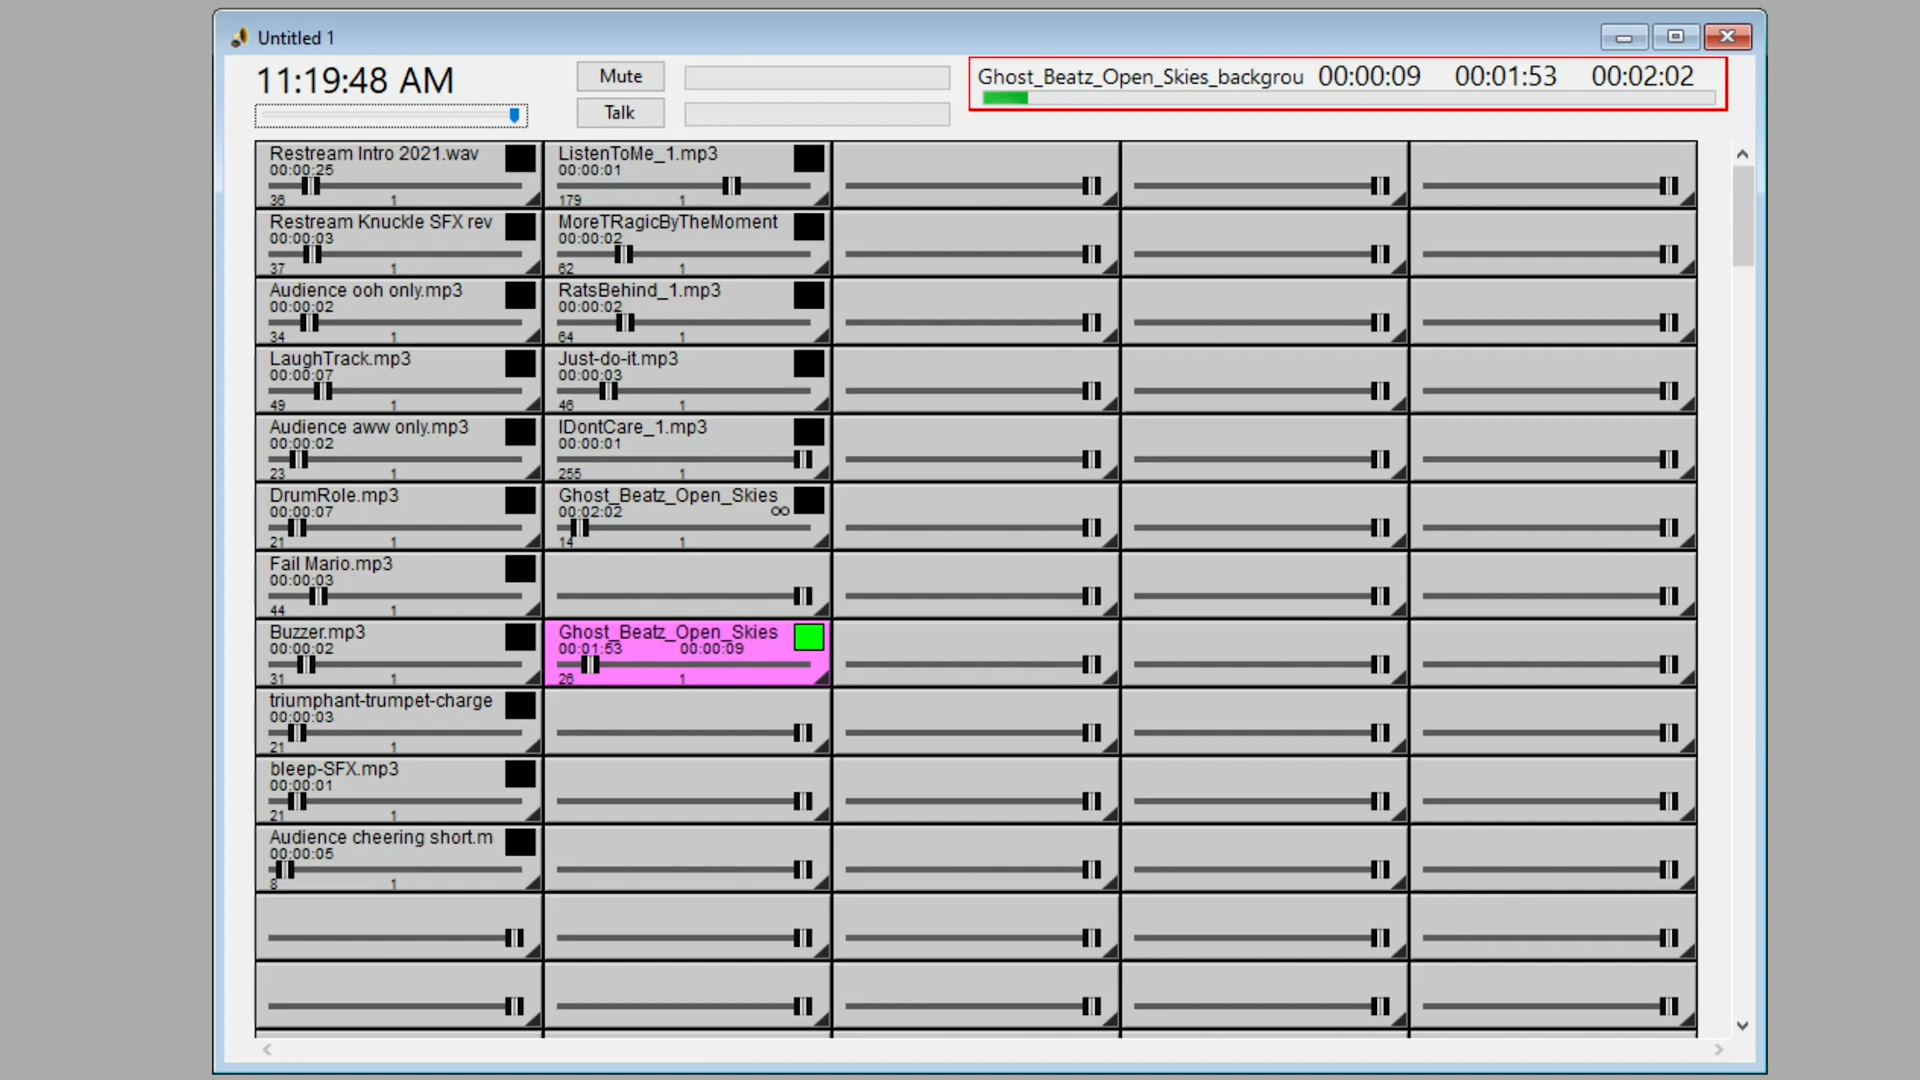 Untitled 1
11:19:48 AM
Mute
Talk
Ghost_Beatz_Open_Skies_backgrou 00:00:09 00:01:53 00:02:02
Restream Intro 2021.wav
00:00:25
36 1
ListenToMe_1.mp3
00:00:01
179 1
Restream Knuckle SFX rev
00:00:03
37 1
MoreTRagicByTheMoment
00:00:02
62 1
Audience ooh only.mp3
00:00:02
34 1
RatsBehind_1.mp3
00:00:02
64 1
LaughTrack.mp3
00:00:07
49 1
Just-do-it.mp3
00:00:03
46 1
Audience aww only.mp3
00:00:02
23 1
IDontCare_1.mp3
00:00:01
255 1
DrumRole.mp3
00:00:07
21 1
Ghost_Beatz_Open_Skies
00:02:02 ∞
14 1
Fail Mario.mp3
00:00:03
44 1
Buzzer.mp3
00:00:02
31 1
Ghost_Beatz_Open_Skies
00:01:53 00:00:09
26 1
triumphant-trumpet-charge
00:00:03
21 1
bleep-SFX.mp3
00:00:01
21 1
Audience cheering short.m
00:00:05
8 1